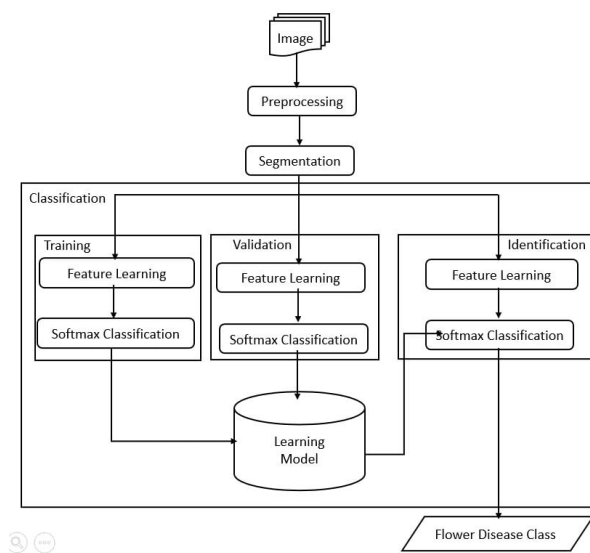 Image
Preprocessing
Segmentation
Classification
Training
Feature Learning
Softmax Classification
Validation
Feature Learning
Softmax Classification
Identification
Feature Learning
Softmax Classification
Learning
Model
Flower Disease Class